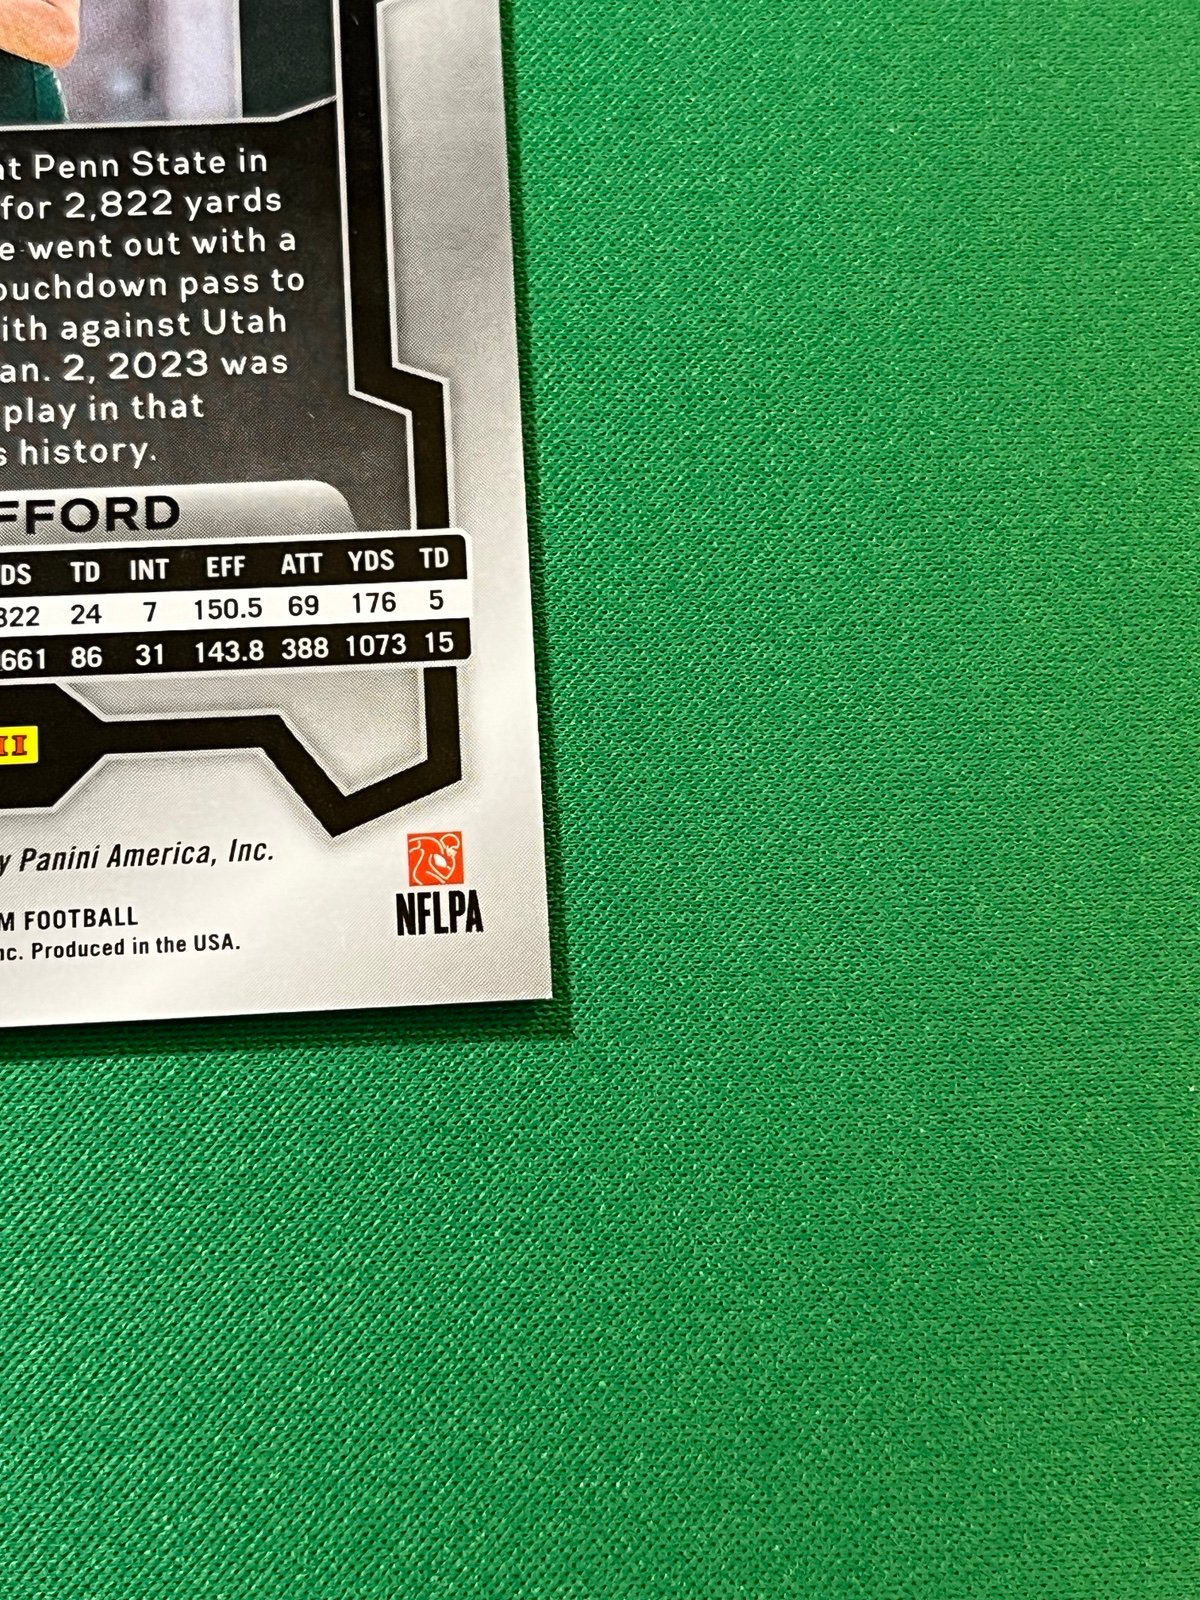 at Penn State in
for 2,822 yards
e went out with a
ouchdown pass to
ith against Utah
an. 2, 2023 was
play in that
s history.
FFORD
DS TD INT EFF ATT YDS TD
822 24 7 150.5 69 176 5
661 86 31 143.8 388 1073 15
II
y Panini America, Inc.
NFLPA
M FOOTBALL
nc. Produced in the USA.